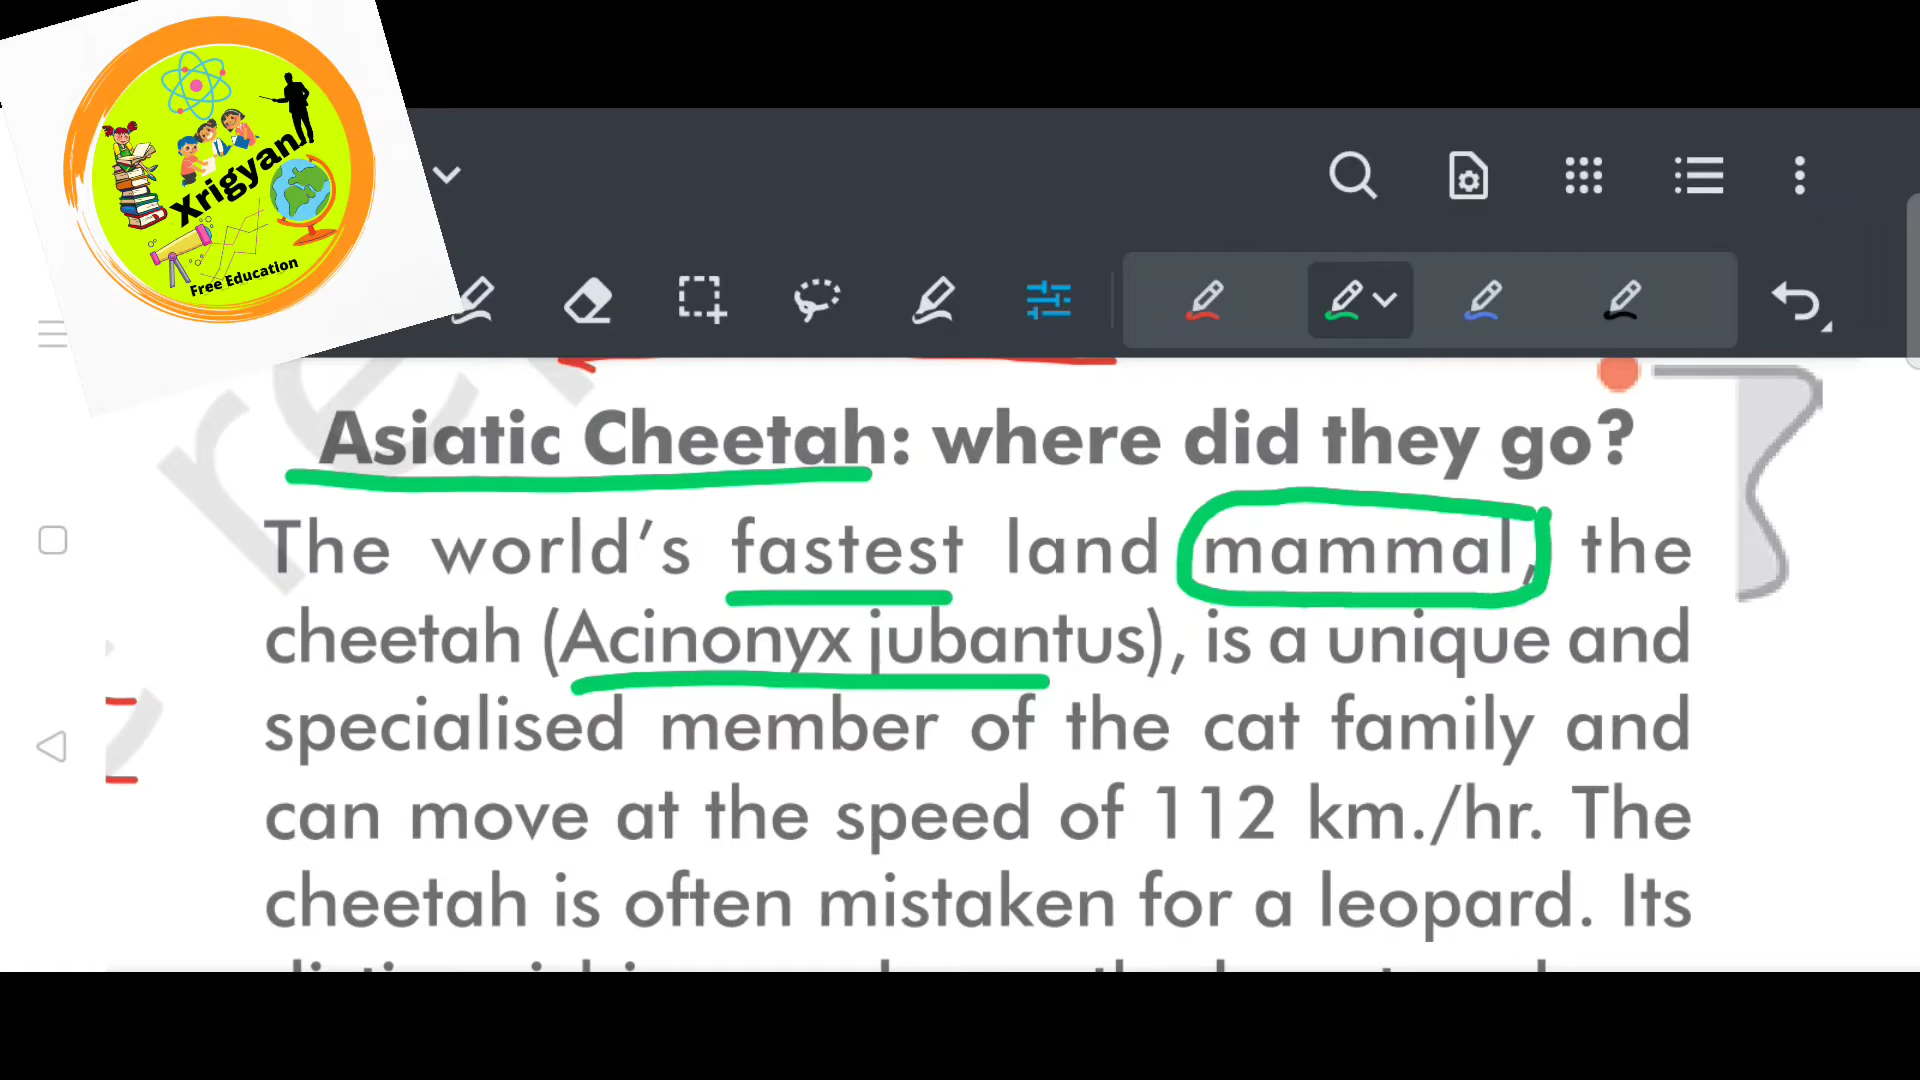 Xrigyan
Free Education
Asiatic Cheetah: where did they go?
The world's fastest land mammal, the
cheetah (Acinonyx jubantus), is a unique and
specialised member of the cat family and
can move at the speed of 112 km./hr. The
cheetah is often mistaken for a leopard. Its